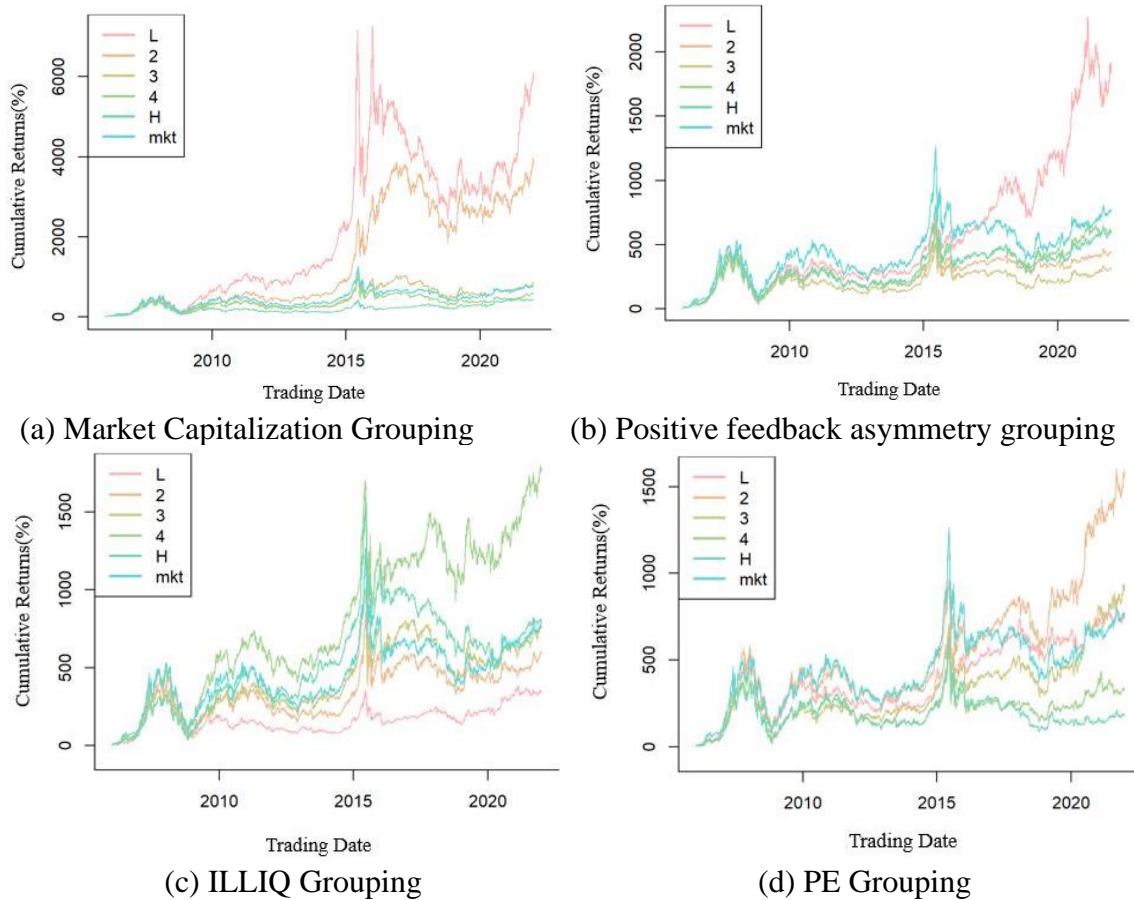 L
2
3
4
H
mkt
Cumulative Returns(%)
0
2000
4000
6000
2010
2015
2020
Trading Date
(a) Market Capitalization Grouping
L
2
3
4
H
mkt
Cumulative Returns(%)
0
500
1000
1500
2000
2010
2015
2020
Trading Date
(b) Positive feedback asymmetry grouping
L
2
3
4
H
mkt
Cumulative Returns(%)
0
500
1000
1500
2010
2015
2020
Trading Date
(c) ILLIQ Grouping
L
2
3
4
H
mkt
Cumulative Returns(%)
0
500
1000
1500
2010
2015
2020
Trading Date
(d) PE Grouping